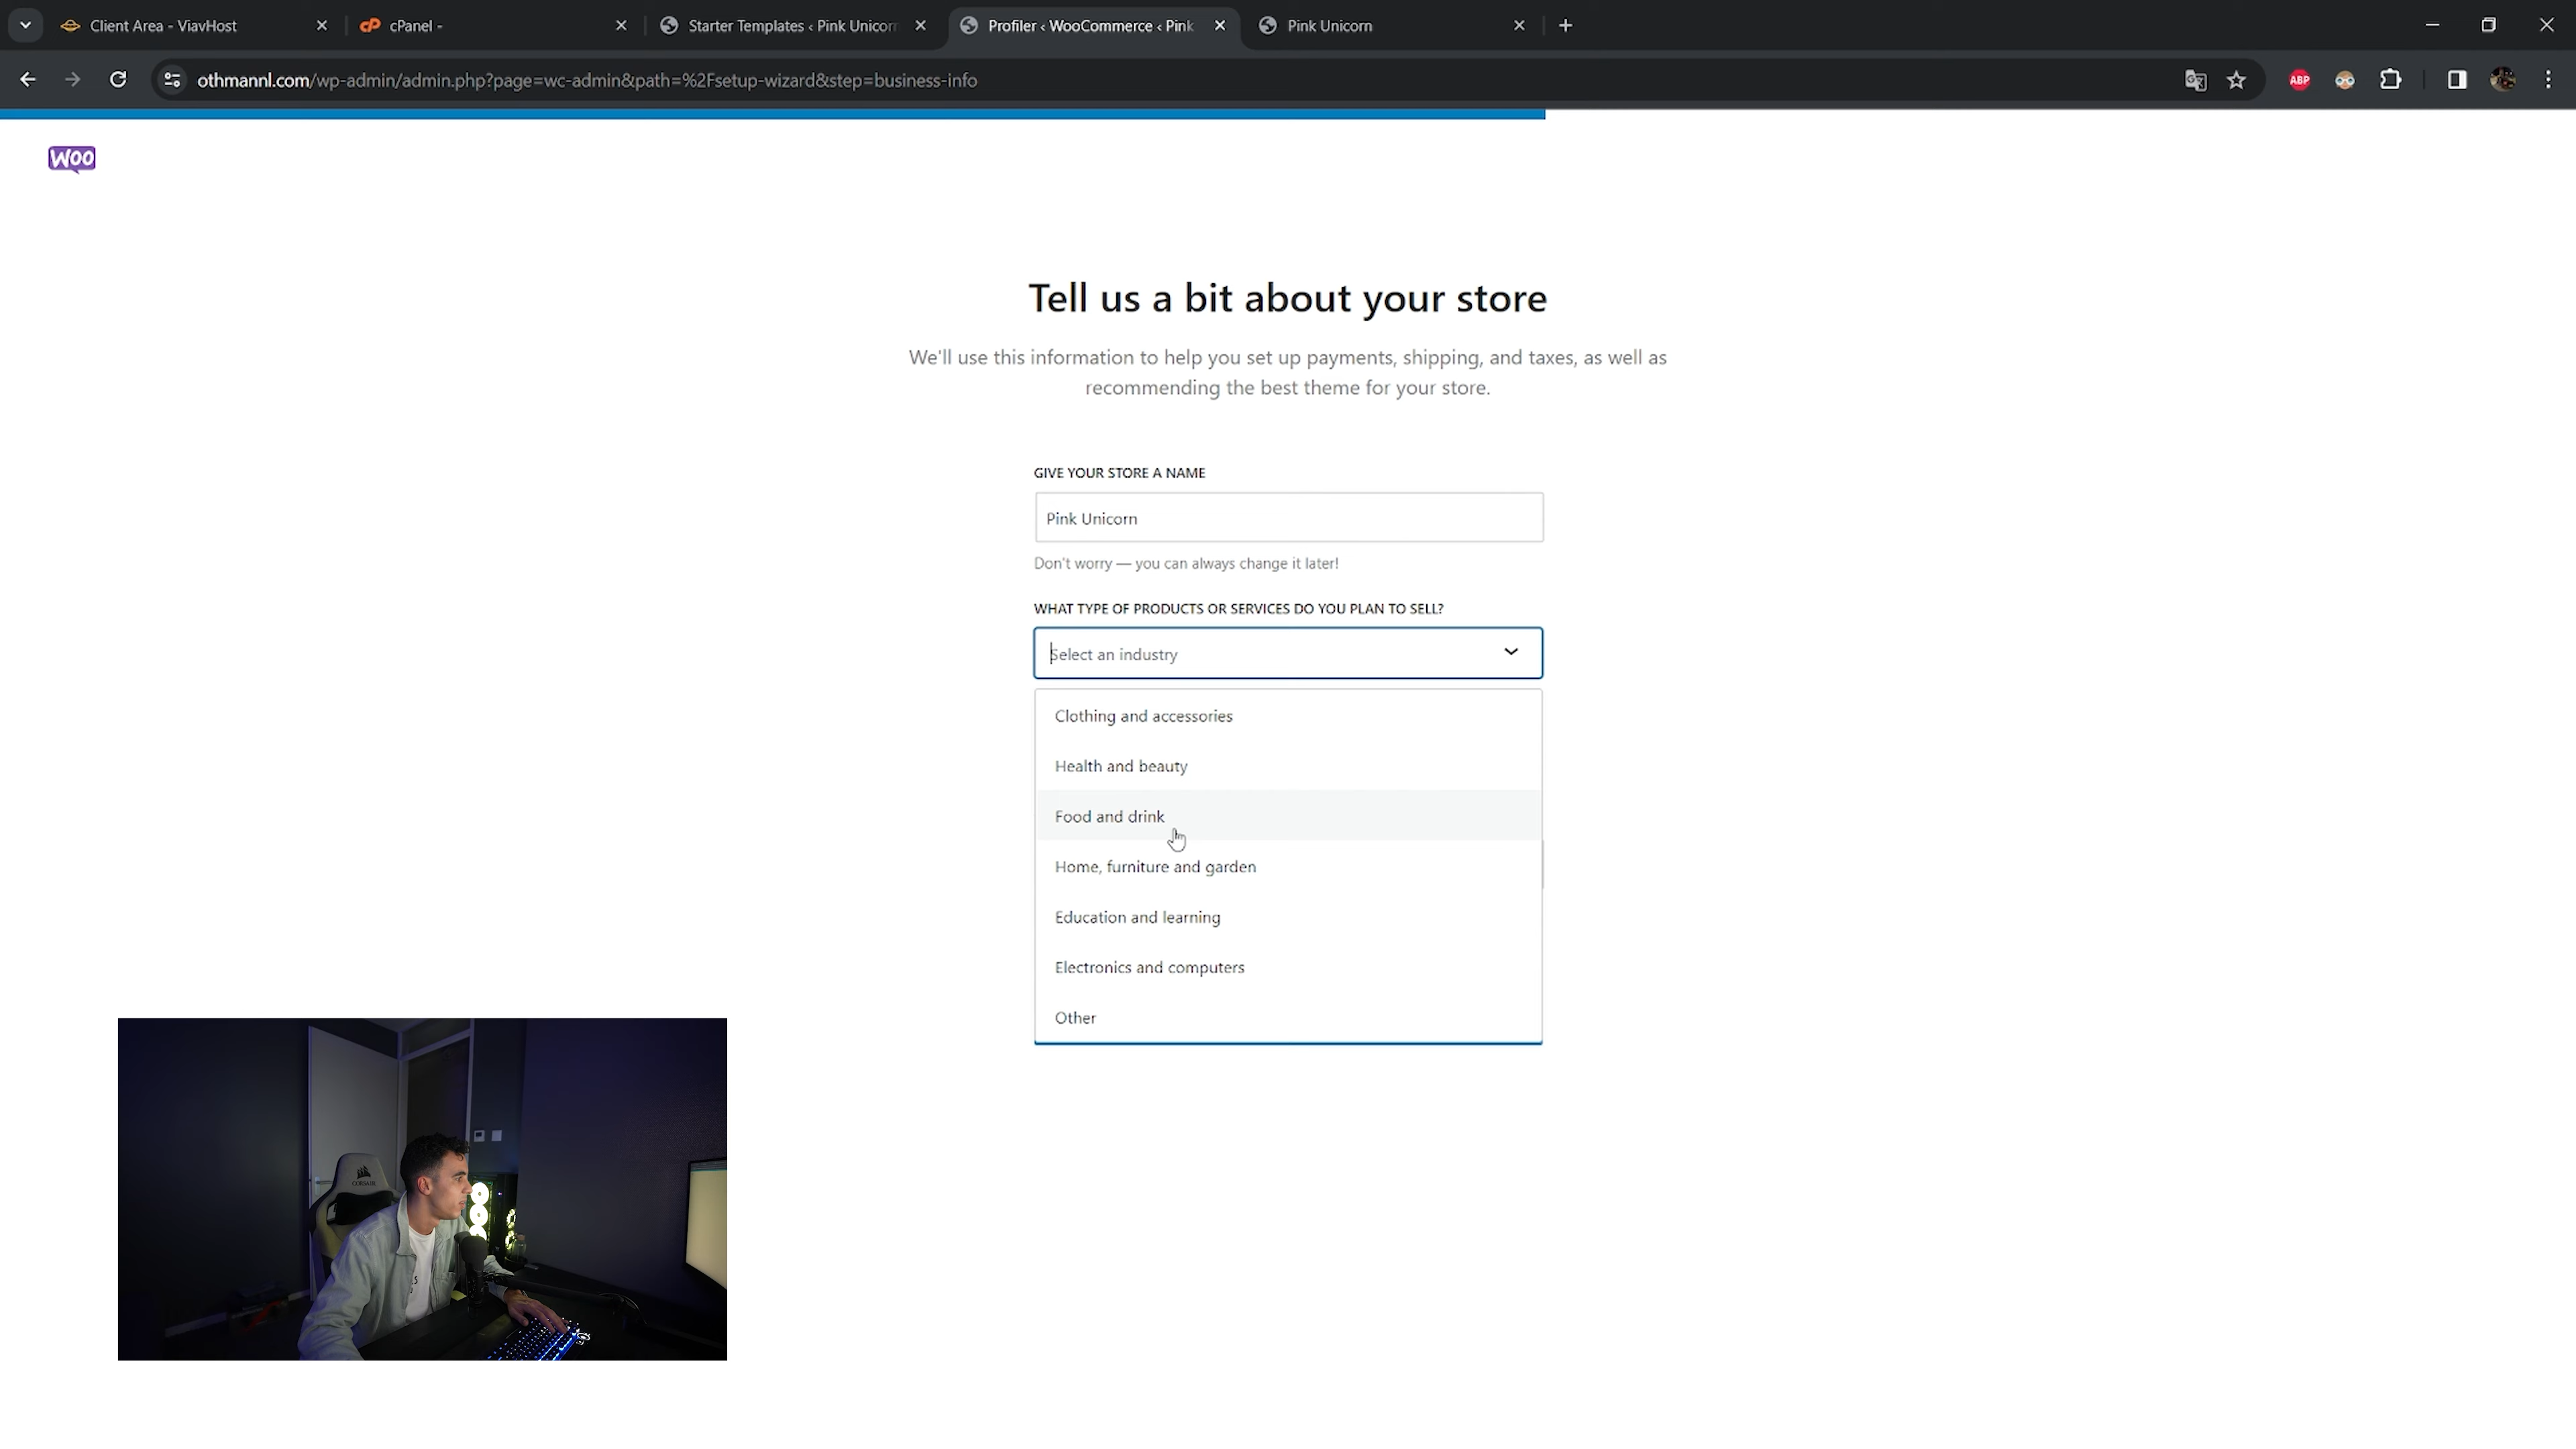 Client Area - ViavHost
cPanel -
Starter Templates ‹ Pink Unicorn
Profiler ‹ WooCommerce ‹ Pink
Pink Unicorn
othmannl.com/wp-admin/admin.php?page=wc-admin&path=%2Fsetup-wizard&step=business-info
ABP
WOO
Tell us a bit about your store
We'll use this information to help you set up payments, shipping, and taxes, as well as
recommending the best theme for your store.
GIVE YOUR STORE A NAME
Pink Unicorn
Don't worry — you can always change it later!
WHAT TYPE OF PRODUCTS OR SERVICES DO YOU PLAN TO SELL?
Select an industry
Clothing and accessories
Health and beauty
Food and drink
Home, furniture and garden
Education and learning
Electronics and computers
Other
CORSAIR